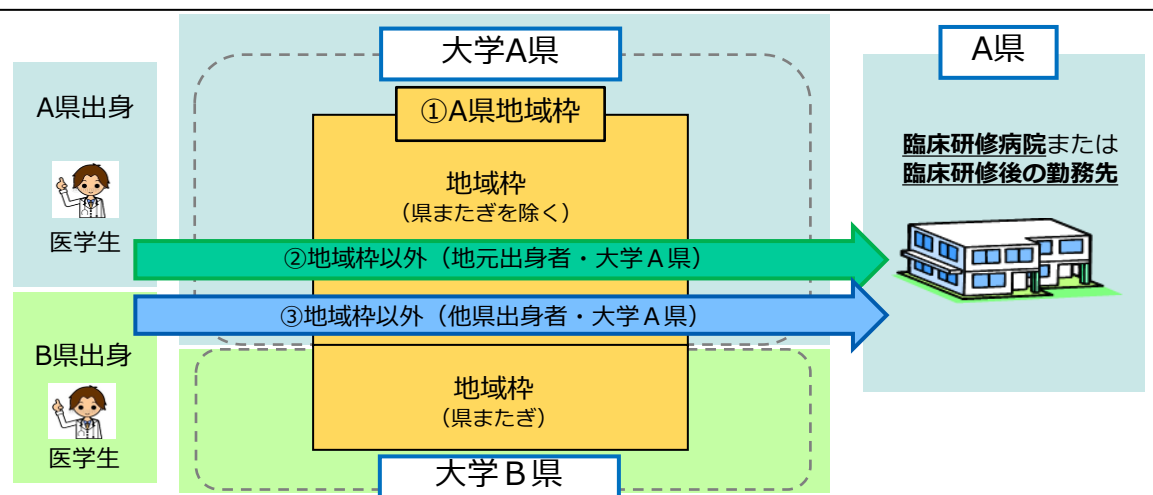 大学A県
A県
A県出身
医学生
①A県地域枠
地域枠
（県またぎを除く）
臨床研修病院または
臨床研修後の勤務先
②地域枠以外（地元出身者・大学Ａ県）
③地域枠以外（他県出身者・大学Ａ県）
B県出身
医学生
地域枠
（県またぎ）
大学Ｂ県